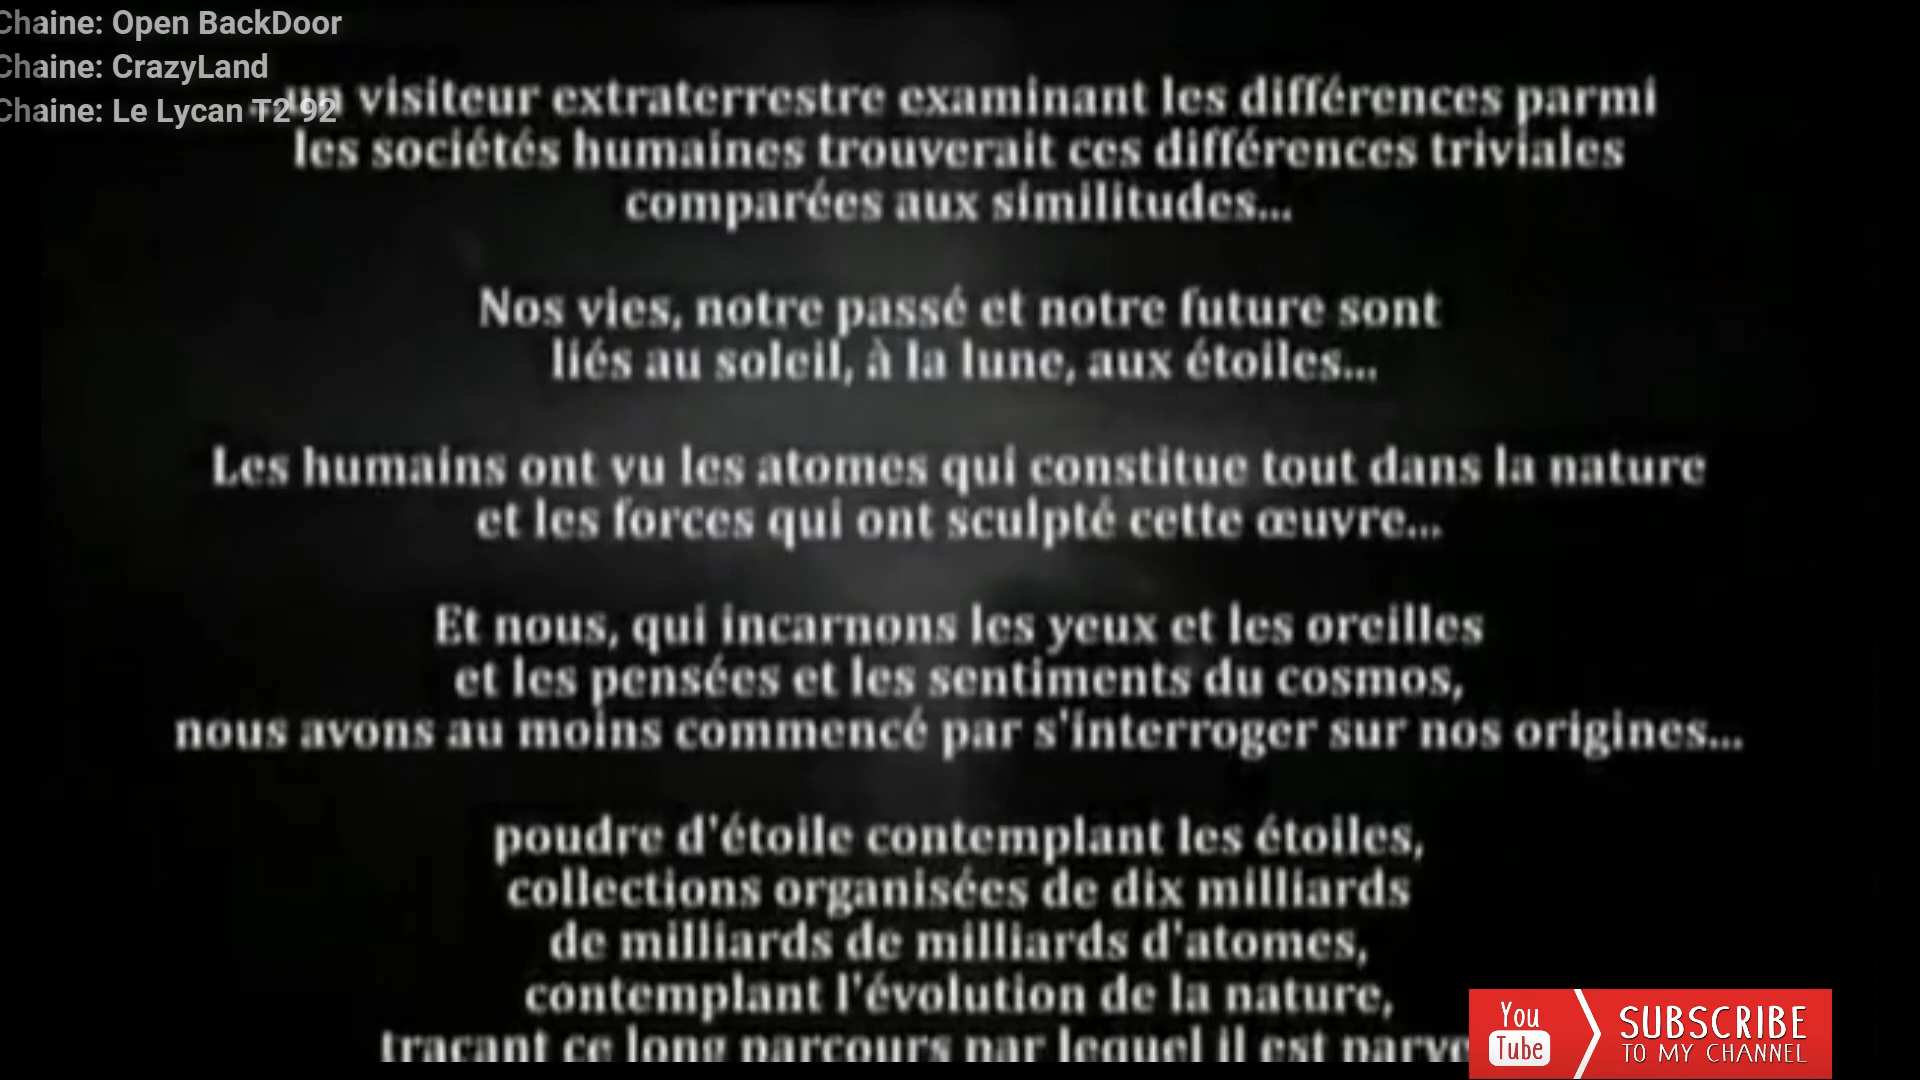 Chaine: Open BackDoor
Chaine: CrazyLand
Chaine: Le Lycan T2 92
...un visiteur extraterrestre examinant les différences parmi
les sociétés humaines trouverait ces différences triviales
comparées aux similitudes...
Nos vies, notre passé et notre future sont
liés au soleil, à la lune, aux étoiles...
Les humains ont vu les atomes qui constitue tout dans la nature
et les forces qui ont sculpté cette œuvre...
Et nous, qui incarnons les yeux et les oreilles
et les pensées et les sentiments du cosmos,
nous avons au moins commencé par s'interroger sur nos origines...
poudre d'étoile contemplant les étoiles,
collections organisées de dix milliards
de milliards de milliards d'atomes,
contemplant l'évolution de la nature,
traçant ce long parcours par lequel il est
You
Tube
SUBSCRIBE
TO MY CHANNEL